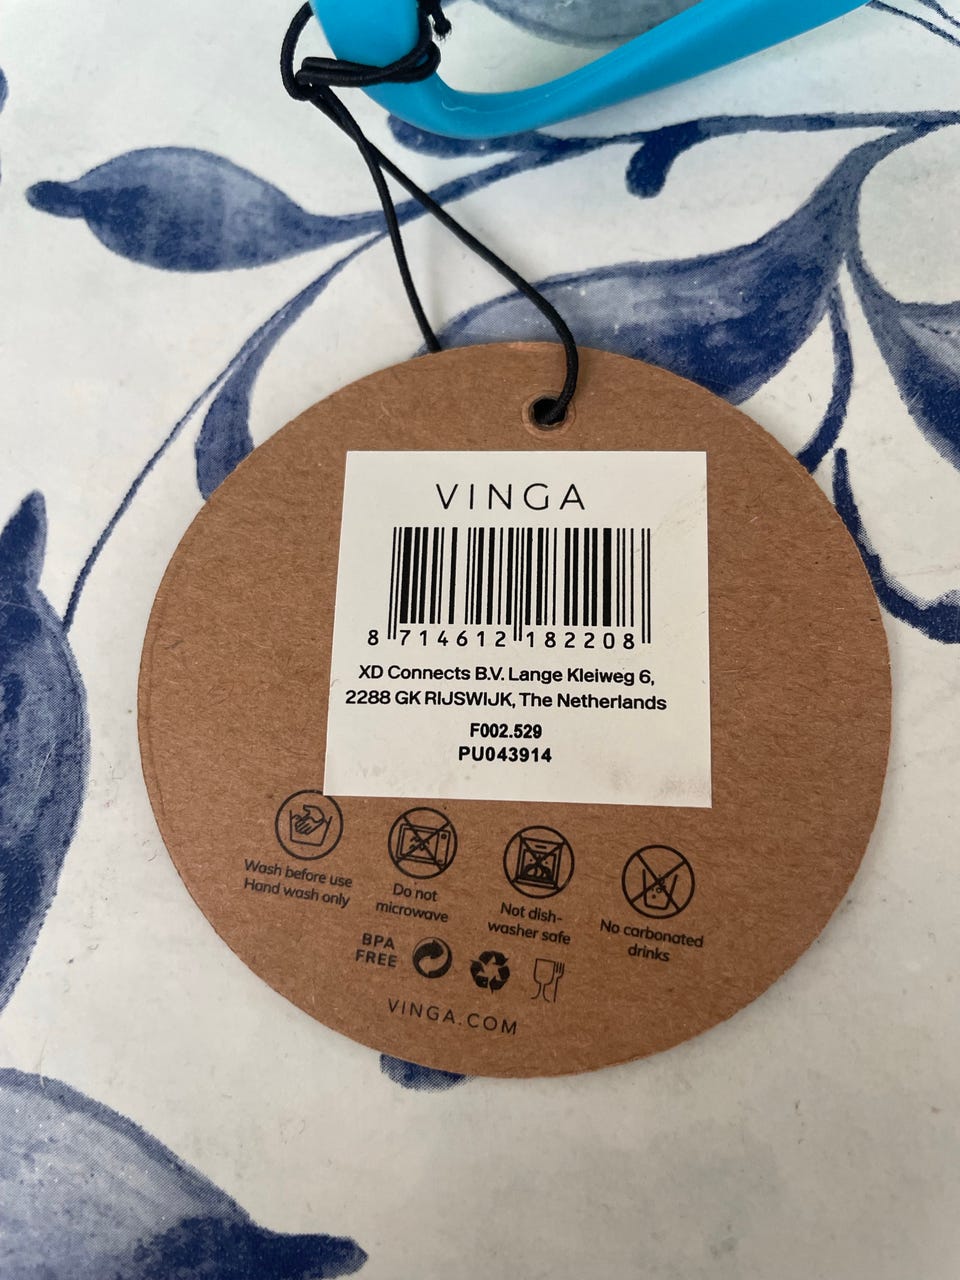 VINGA
8 714612 182208
XD Connects B.V. Lange Kleiweg 6,
2288 GK RIJSWIJK, The Netherlands
F002.529
PU043914
Wash before use
Hand wash only
Do not
microwave
Not dish-
washer safe
No carbonated
drinks
BPA
FREE
VINGA.COM